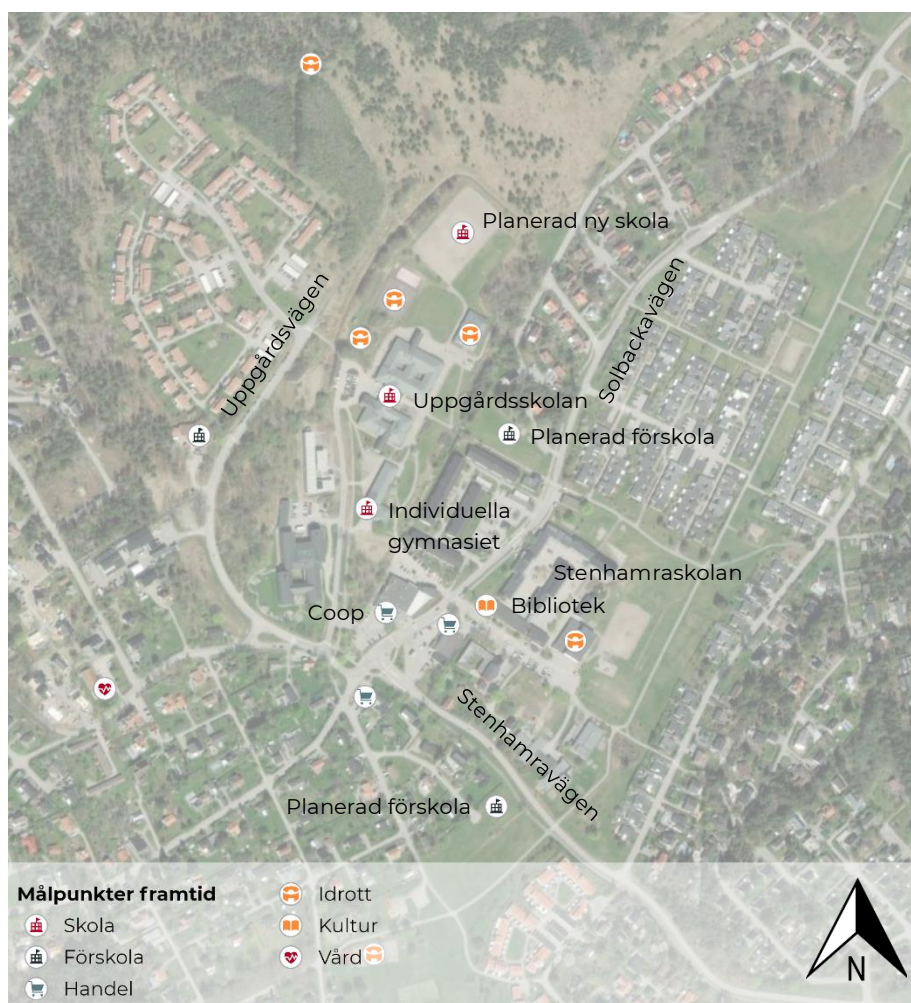 Planerad ny skola
Uppgårdsvägen
Solbackavägen
Uppgårdsskolan
Planerad förskola
Individuella
gymnasiet
Stenhamraskolan
Coop
Bibliotek
Stenhamravägen
Planerad förskola
Målpunkter framtid
Skola
Förskola
Handel
Idrott
Kultur
Vård
N